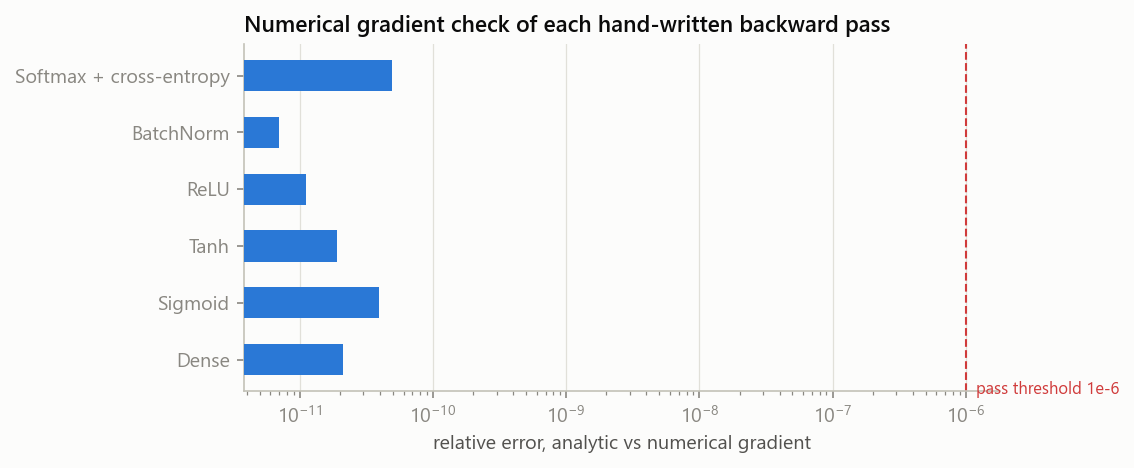 Numerical gradient check of each hand-written backward pass
Softmax + cross-entropy
BatchNorm
ReLU
Tanh
Sigmoid
Dense
pass threshold 1e-6
10⁻¹¹ 10⁻¹⁰ 10⁻⁹ 10⁻⁸ 10⁻⁷ 10⁻⁶
relative error, analytic vs numerical gradient